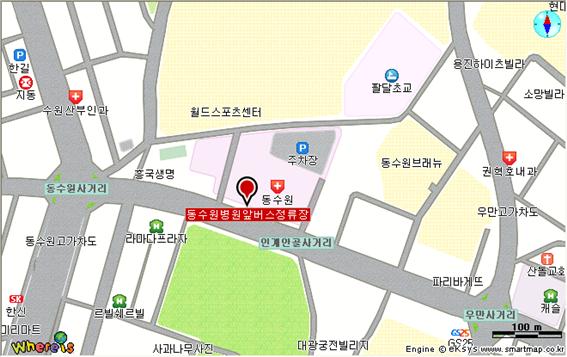 현대
한길
지동
수원산부인과
월드스포츠센터
팔달초교
용진하이츠빌라
소망빌라
주차장
흥국생명
동수원브래뉴
권혁호내과
동수원사거리
동수원
동수원병원앞버스정류장
우만고가차도
동수원고가차도
라마다프라자
인계안골사거리
산돌교회
파리바게뜨
SK
한신
미리마트
르빌쉐르빌
캐슬
우만사거리
100 m
사과나무사진
대광궁전빌리지
GS25
GS25
Where is
Engine © PKsys www.smartmap.co.kr